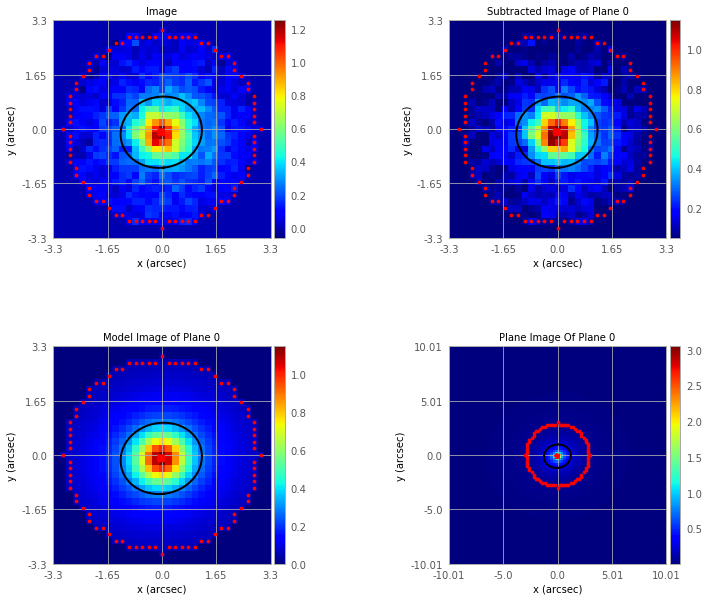 Image
3.3
1.65
0.0
-1.65
-3.3
y (arcsec)
-3.3 -1.65 0.0 1.65 3.3
x (arcsec)
1.2
1.0
0.8
0.6
0.4
0.2
0.0
Subtracted Image of Plane 0
3.3
1.65
0.0
-1.65
-3.3
y (arcsec)
-3.3 -1.65 0.0 1.65 3.3
x (arcsec)
1.0
0.8
0.6
0.4
0.2
Model Image of Plane 0
3.3
1.65
0.0
-1.65
-3.3
y (arcsec)
-3.3 -1.65 0.0 1.65 3.3
x (arcsec)
1.0
0.8
0.6
0.4
0.2
0.0
Plane Image Of Plane 0
10.01
5.01
0.0
-5.0
-10.01
y (arcsec)
-10.01 -5.0 0.0 5.01 10.01
x (arcsec)
3.0
2.5
2.0
1.5
1.0
0.5